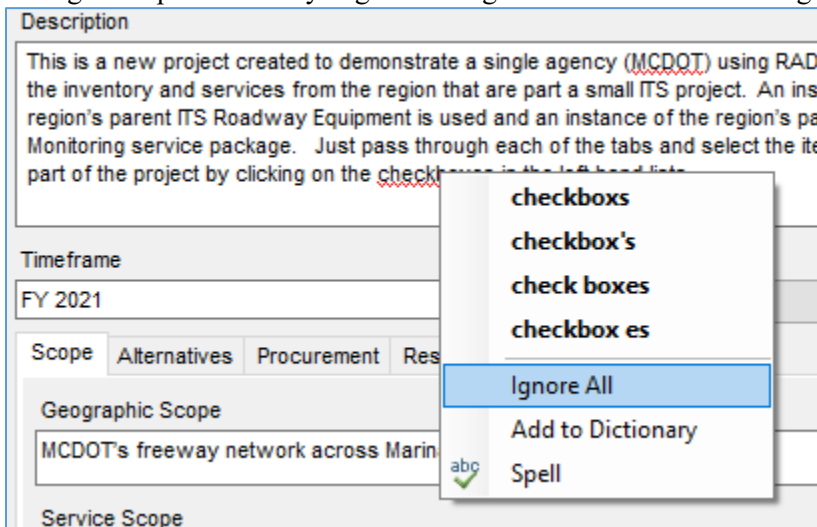 Description
This is a new project created to demonstrate a single agency (MCDOT) using RAD
the inventory and services from the region that are part a small ITS project. An ins
region's parent ITS Roadway Equipment is used and an instance of the region's pa
Monitoring service package. Just pass through each of the tabs and select the ite
part of the project by clicking on the
checkboxs
checkbox's
check boxes
checkbox es
Ignore All
Add to Dictionary
abc Spell
Timeframe
FY 2021
Scope Alternatives Procurement Res
Geographic Scope
MCDOT's freeway network across Marin
Service Scope